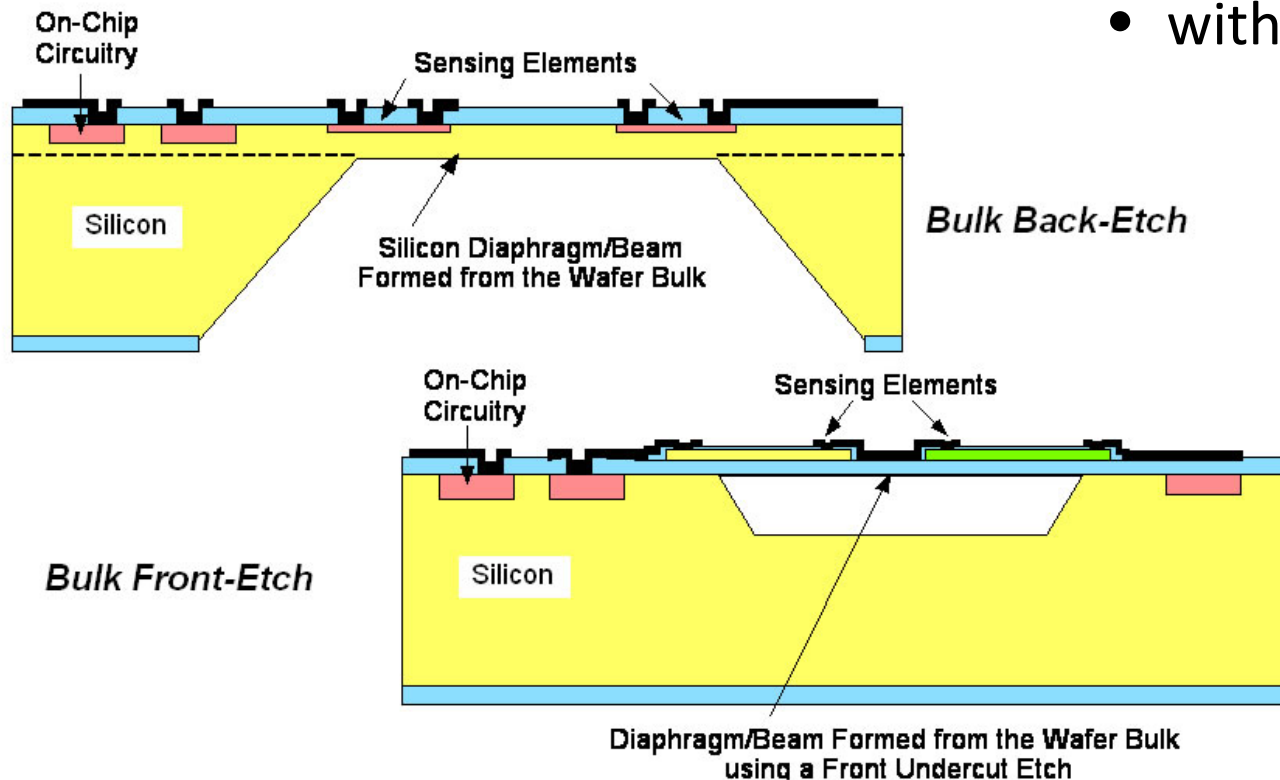 • with
On-Chip
Circuitry
Sensing Elements
Silicon
Bulk Back-Etch
Silicon Diaphragm/Beam
Formed from the Wafer Bulk
On-Chip
Circuitry
Sensing Elements
Bulk Front-Etch
Silicon
Diaphragm/Beam Formed from the Wafer Bulk
using a Front Undercut Etch